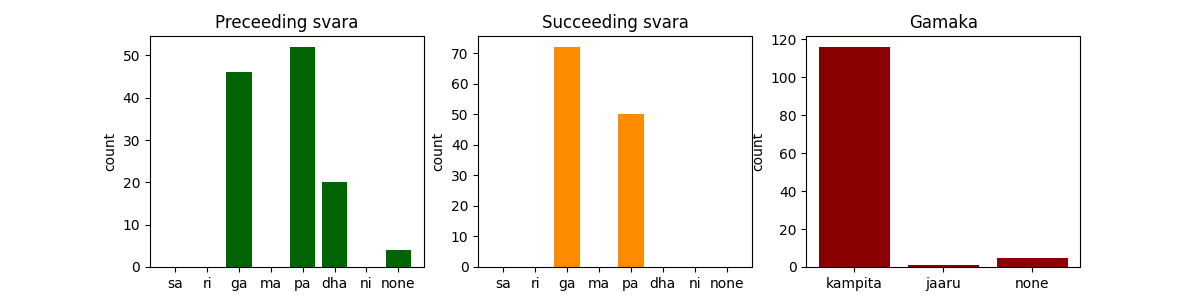 Preceeding svara
count
50
40
30
20
10
0
sa ri ga ma pa dha ni none
Succeeding svara
count
70
60
50
40
30
20
10
0
sa ri ga ma pa dha ni none
Gamaka
count
120
100
80
60
40
20
0
kampita jaaru none